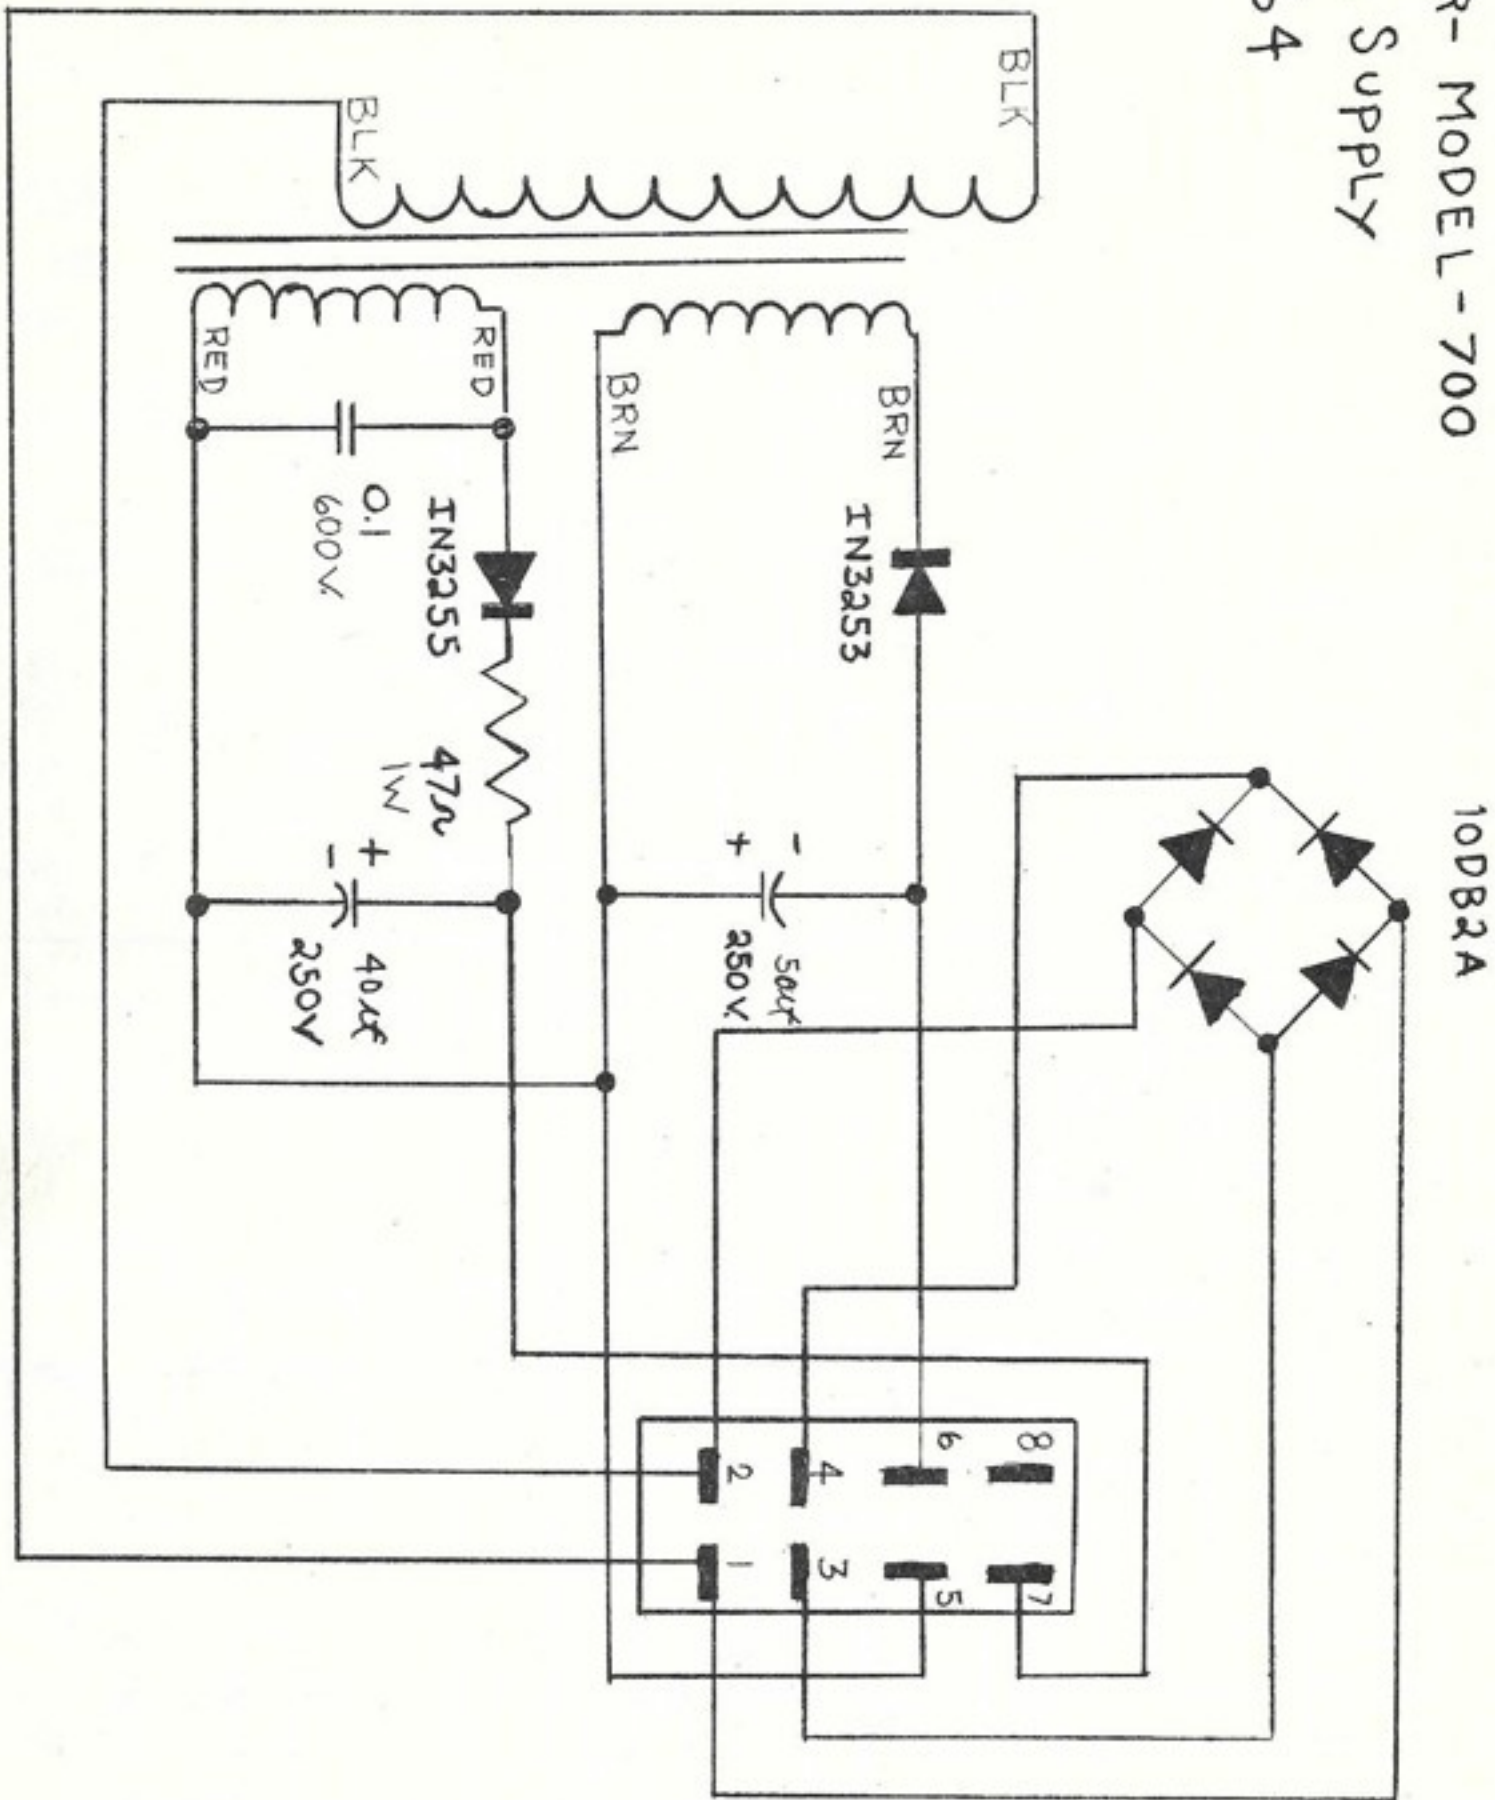 R- MODEL-700
SUPPLY
4
10DB2A
BLK
BLK
BRN
IN3253
-
+
50uf
250V.
BRN
RED
IN3255
47Ω
1W
RED
0.1
600V.
+
-
40uf
250V
8
7
6
5
4
3
2
1